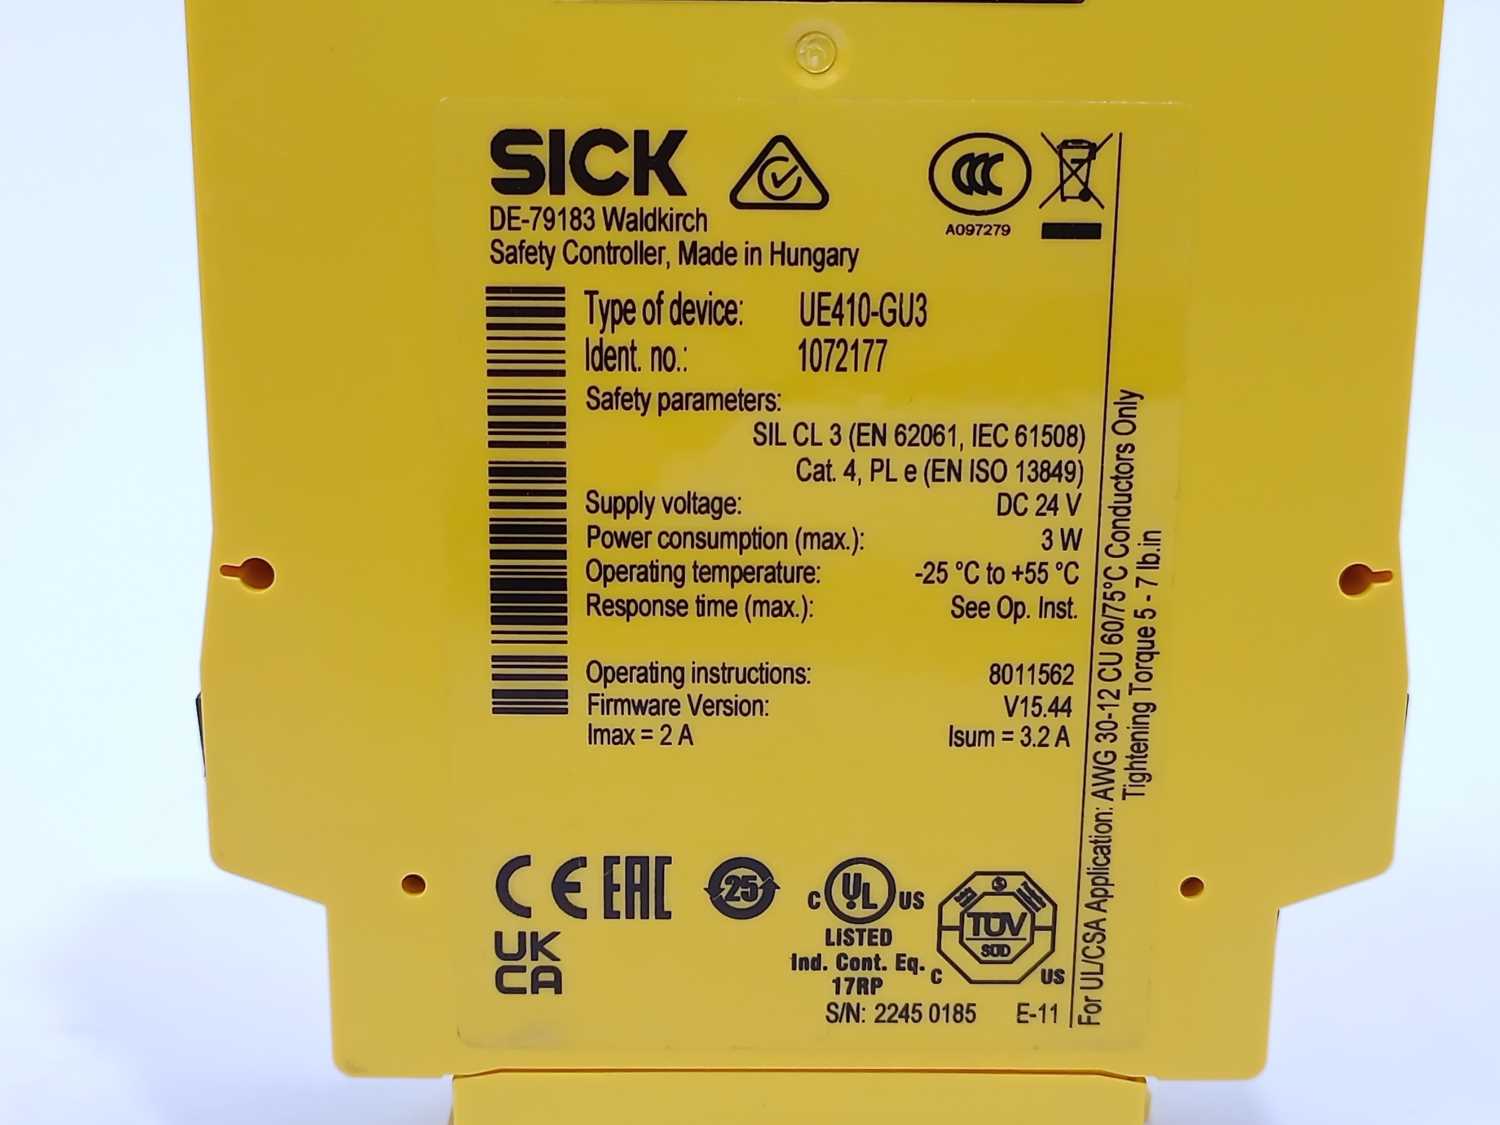 SICK
DE-79183 Waldkirch
Safety Controller, Made in Hungary
A097279
Type of device: UE410-GU3
Ident. no.: 1072177
Safety parameters:
SIL CL 3 (EN 62061, IEC 61508)
Cat. 4, PL e (EN ISO 13849)
Supply voltage: DC 24 V
Power consumption (max.): 3 W
Operating temperature: -25 °C to +55 °C
Response time (max.): See Op. Inst.
Operating instructions: 8011562
Firmware Version: V15.44
Imax = 2 A Isum = 3.2 A
CE EAC 25 C UL US
LISTED
Ind. Cont. Eq.
17RP
UK
CA
TÜV
SÜD
C US
S/N: 2245 0185 E-11
For UL/CSA Application: AWG 30-12 CU 60/75°C Conductors Only
Tightening Torque 5 - 7 lb.in